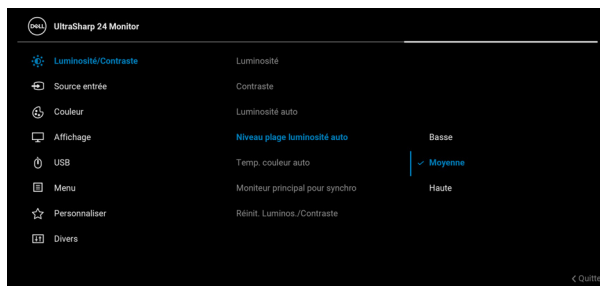 DELL UltraSharp 24 Monitor
Luminosité/Contraste Luminosité
Source entrée Contraste
Couleur Luminosité auto
Affichage Niveau plage luminosité auto Basse
USB Temp. couleur auto Moyenne
Menu Moniteur principal pour synchro Haute
Personnaliser Réinit. Luminos./Contraste
Divers
Quitte